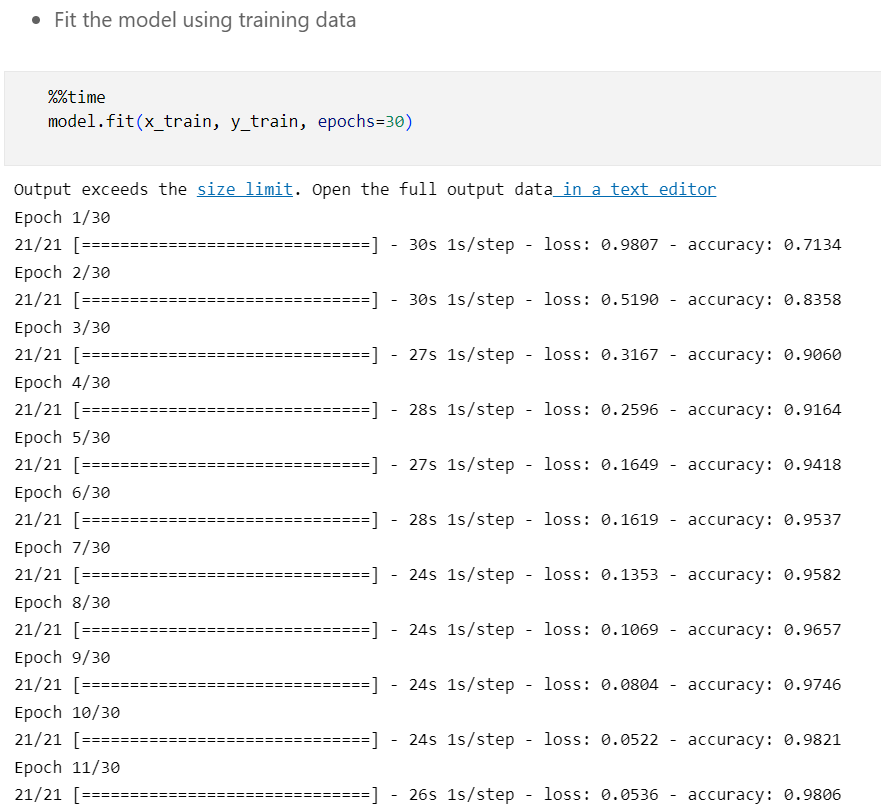 Fit the model using training data
%%time
model.fit(x_train, y_train, epochs=30)
Output exceeds the size limit. Open the full output data in a text editor
Epoch 1/30
21/21 [==============================] - 30s 1s/step - loss: 0.9807 - accuracy: 0.7134
Epoch 2/30
21/21 [==============================] - 30s 1s/step - loss: 0.5190 - accuracy: 0.8358
Epoch 3/30
21/21 [==============================] - 27s 1s/step - loss: 0.3167 - accuracy: 0.9060
Epoch 4/30
21/21 [==============================] - 28s 1s/step - loss: 0.2596 - accuracy: 0.9164
Epoch 5/30
21/21 [==============================] - 27s 1s/step - loss: 0.1649 - accuracy: 0.9418
Epoch 6/30
21/21 [==============================] - 28s 1s/step - loss: 0.1619 - accuracy: 0.9537
Epoch 7/30
21/21 [==============================] - 24s 1s/step - loss: 0.1353 - accuracy: 0.9582
Epoch 8/30
21/21 [==============================] - 24s 1s/step - loss: 0.1069 - accuracy: 0.9657
Epoch 9/30
21/21 [==============================] - 24s 1s/step - loss: 0.0804 - accuracy: 0.9746
Epoch 10/30
21/21 [==============================] - 24s 1s/step - loss: 0.0522 - accuracy: 0.9821
Epoch 11/30
21/21 [==============================] - 26s 1s/step - loss: 0.0536 - accuracy: 0.9806